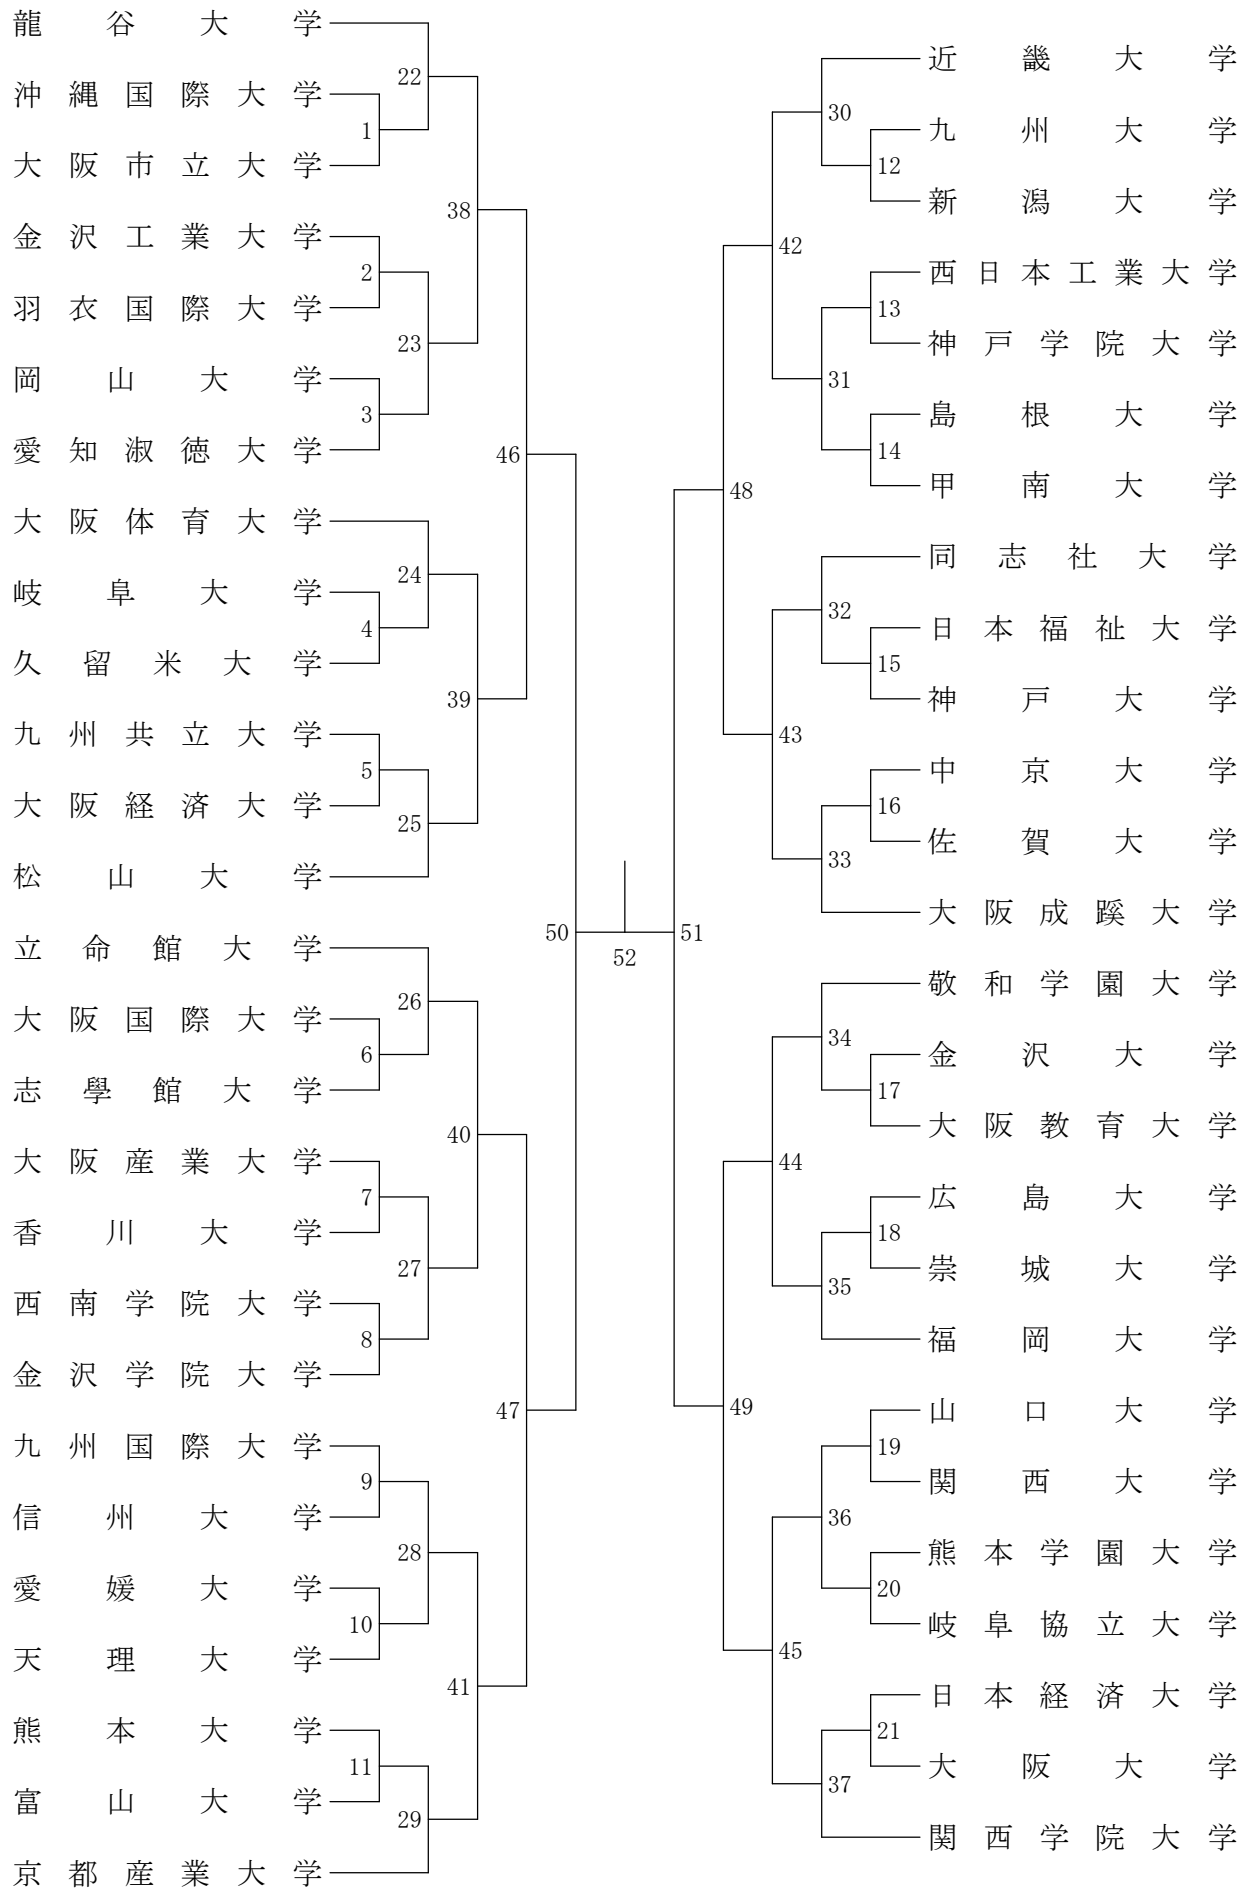 龍谷大学
沖縄国際大学
大阪市立大学
金沢工業大学
羽衣国際大学
岡山大学
愛知淑徳大学
大阪体育大学
岐阜大学
久留米大学
九州共立大学
大阪経済大学
松山大学
立命館大学
大阪国際大学
志學館大学
大阪産業大学
香川大学
西南学院大学
金沢学院大学
九州国際大学
信州大学
愛媛大学
天理大学
熊本大学
富山大学
京都産業大学
1
2
3
4
5
6
7
8
9
10
11
22
23
24
25
26
27
28
29
38
39
40
41
46
47
50
52
51
48
49
42
43
44
45
30
31
32
33
34
35
36
37
12
13
14
15
16
17
18
19
20
21
近畿大学
九州大学
新潟大学
西日本工業大学
神戸学院大学
島根大学
甲南大学
同志社大学
日本福祉大学
神戸大学
中京大学
佐賀大学
大阪成蹊大学
敬和学園大学
金沢大学
大阪教育大学
広島大学
崇城大学
福岡大学
山口大学
関西大学
熊本学園大学
岐阜協立大学
日本経済大学
大阪大学
関西学院大学